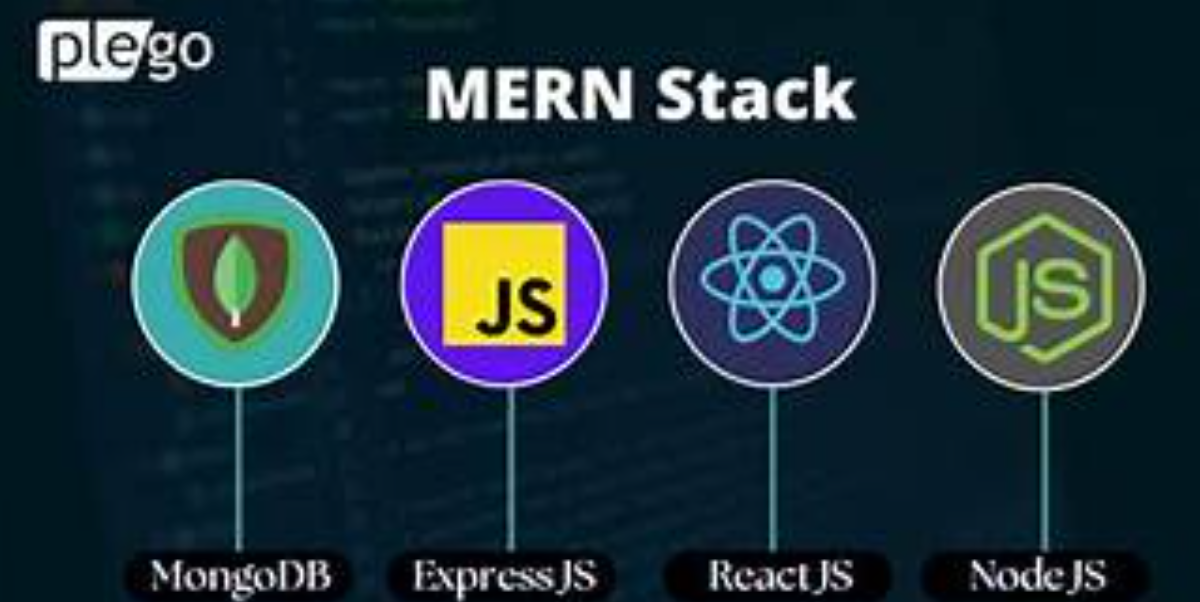 plego
MERN Stack
JS
JS
MongoDB
Express JS
React JS
Node JS